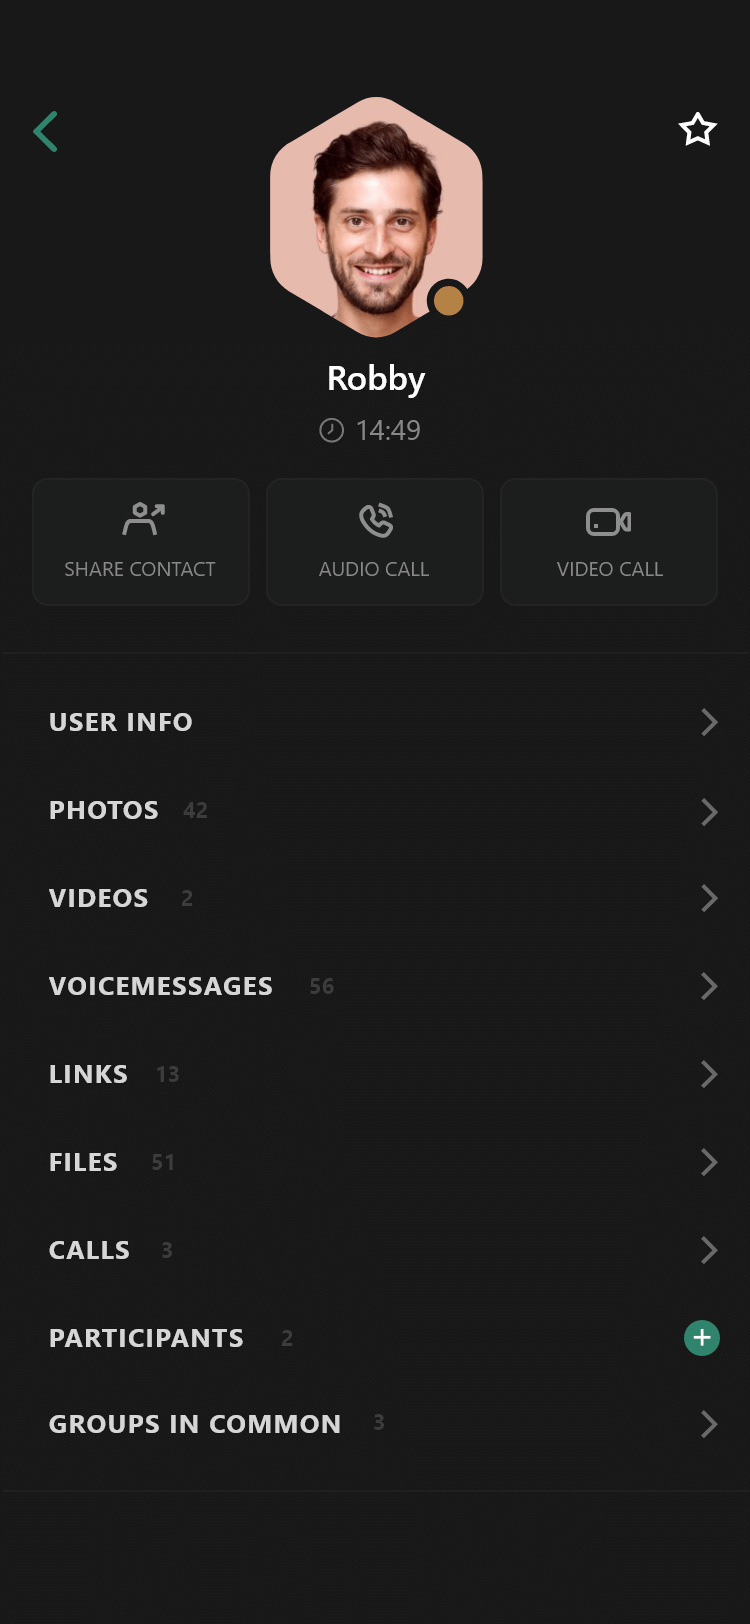 Robby
14:49
SHARE CONTACT AUDIO CALL VIDEO CALL
USER INFO
PHOTOS 42
VIDEOS 2
VOICEMESSAGES 56
LINKS 13
FILES 51
CALLS 3
PARTICIPANTS 2
GROUPS IN COMMON 3